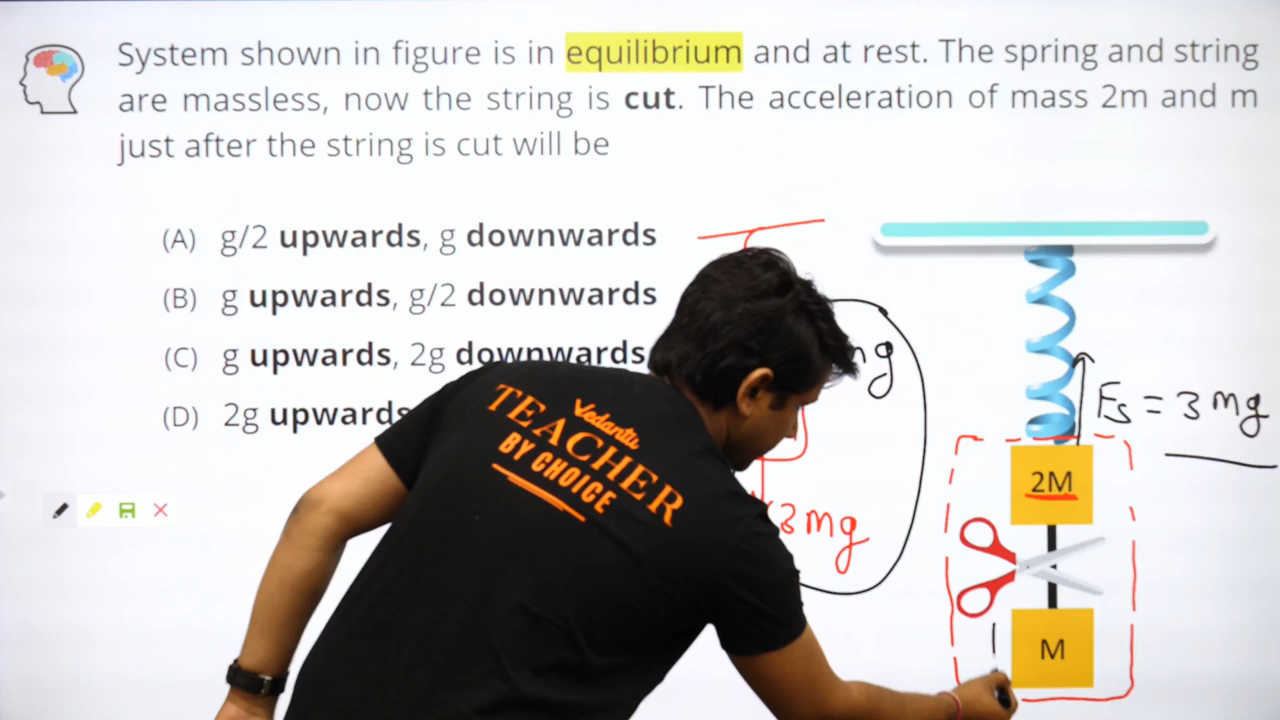 System shown in figure is in equilibrium and at rest. The spring and string
are massless, now the string is cut. The acceleration of mass 2m and m
just after the string is cut will be
(A) g/2 upwards, g downwards
(B) g upwards, g/2 downwards
(C) g upwards, 2g downwards
(D) 2g upwards
mg
Fs = 3mg
2M
3mg
M
Vedantu
TEACHER
BY CHOICE